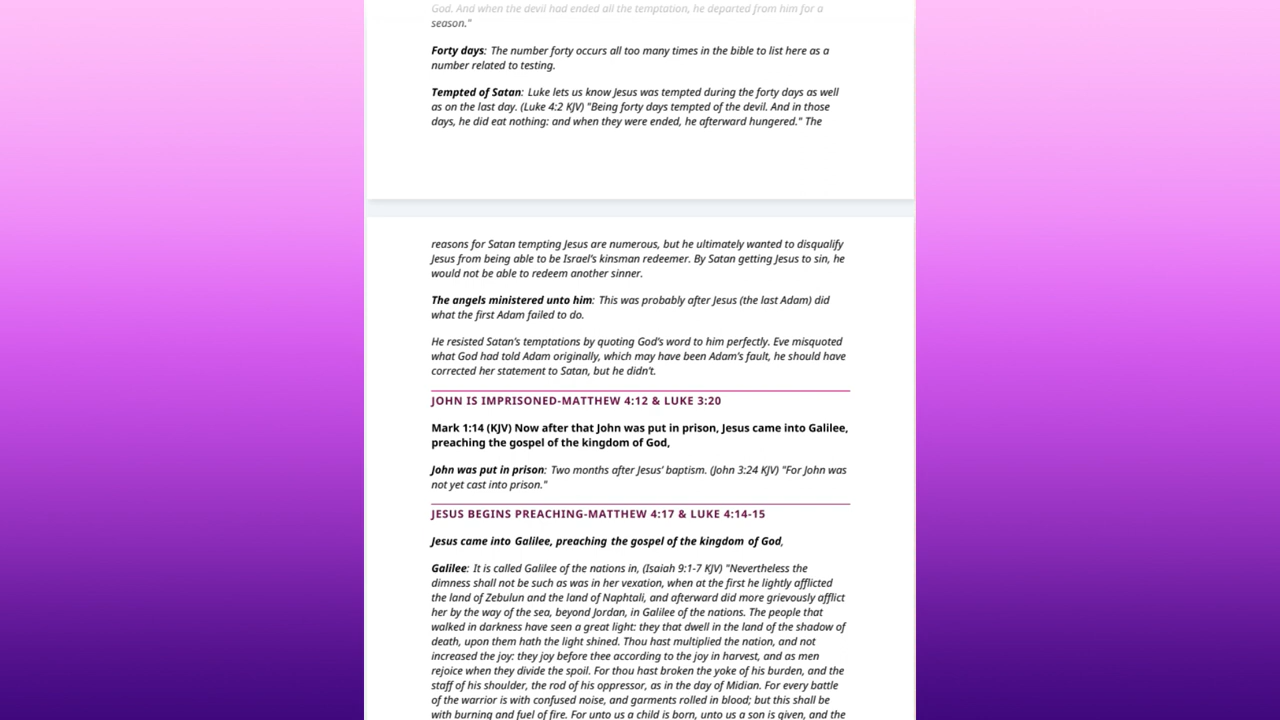 God. And when the devil had ended all the temptation, he departed from him for a
season."
Forty days: The number forty occurs all too many times in the bible to list here as a
number related to testing.
Tempted of Satan: Luke lets us know Jesus was tempted during the forty days as well
as on the last day. (Luke 4:2 KJV) "Being forty days tempted of the devil. And in those
days, he did eat nothing: and when they were ended, he afterward hungered." The
reasons for Satan tempting Jesus are numerous, but he ultimately wanted to disqualify
Jesus from being able to be Israel's kinsman redeemer. By Satan getting Jesus to sin, he
would not be able to redeem another sinner.
The angels ministered unto him: This was probably after Jesus (the last Adam) did
what the first Adam failed to do.
He resisted Satan's temptations by quoting God's word to him perfectly. Eve misquoted
what God had told Adam originally, which may have been Adam's fault, he should have
corrected her statement to Satan, but he didn't.
JOHN IS IMPRISONED-MATTHEW 4:12 & LUKE 3:20
Mark 1:14 (KJV) Now after that John was put in prison, Jesus came into Galilee,
preaching the gospel of the kingdom of God,
John was put in prison: Two months after Jesus' baptism. (John 3:24 KJV) "For John was
not yet cast into prison."
JESUS BEGINS PREACHING-MATTHEW 4:17 & LUKE 4:14-15
Jesus came into Galilee, preaching the gospel of the kingdom of God,
Galilee: It is called Galilee of the nations in, (Isaiah 9:1-7 KJV) "Nevertheless the
dimness shall not be such as was in her vexation, when at the first he lightly afflicted
the land of Zebulun and the land of Naphtali, and afterward did more grievously afflict
her by the way of the sea, beyond Jordan, in Galilee of the nations. The people that
walked in darkness have seen a great light: they that dwell in the land of the shadow of
death, upon them hath the light shined. Thou hast multiplied the nation, and not
increased the joy: they joy before thee according to the joy in harvest, and as men
rejoice when they divide the spoil. For thou hast broken the yoke of his burden, and the
staff of his shoulder, the rod of his oppressor, as in the day of Midian. For every battle
of the warrior is with confused noise, and garments rolled in blood; but this shall be
with burning and fuel of fire. For unto us a child is born, unto us a son is given, and the